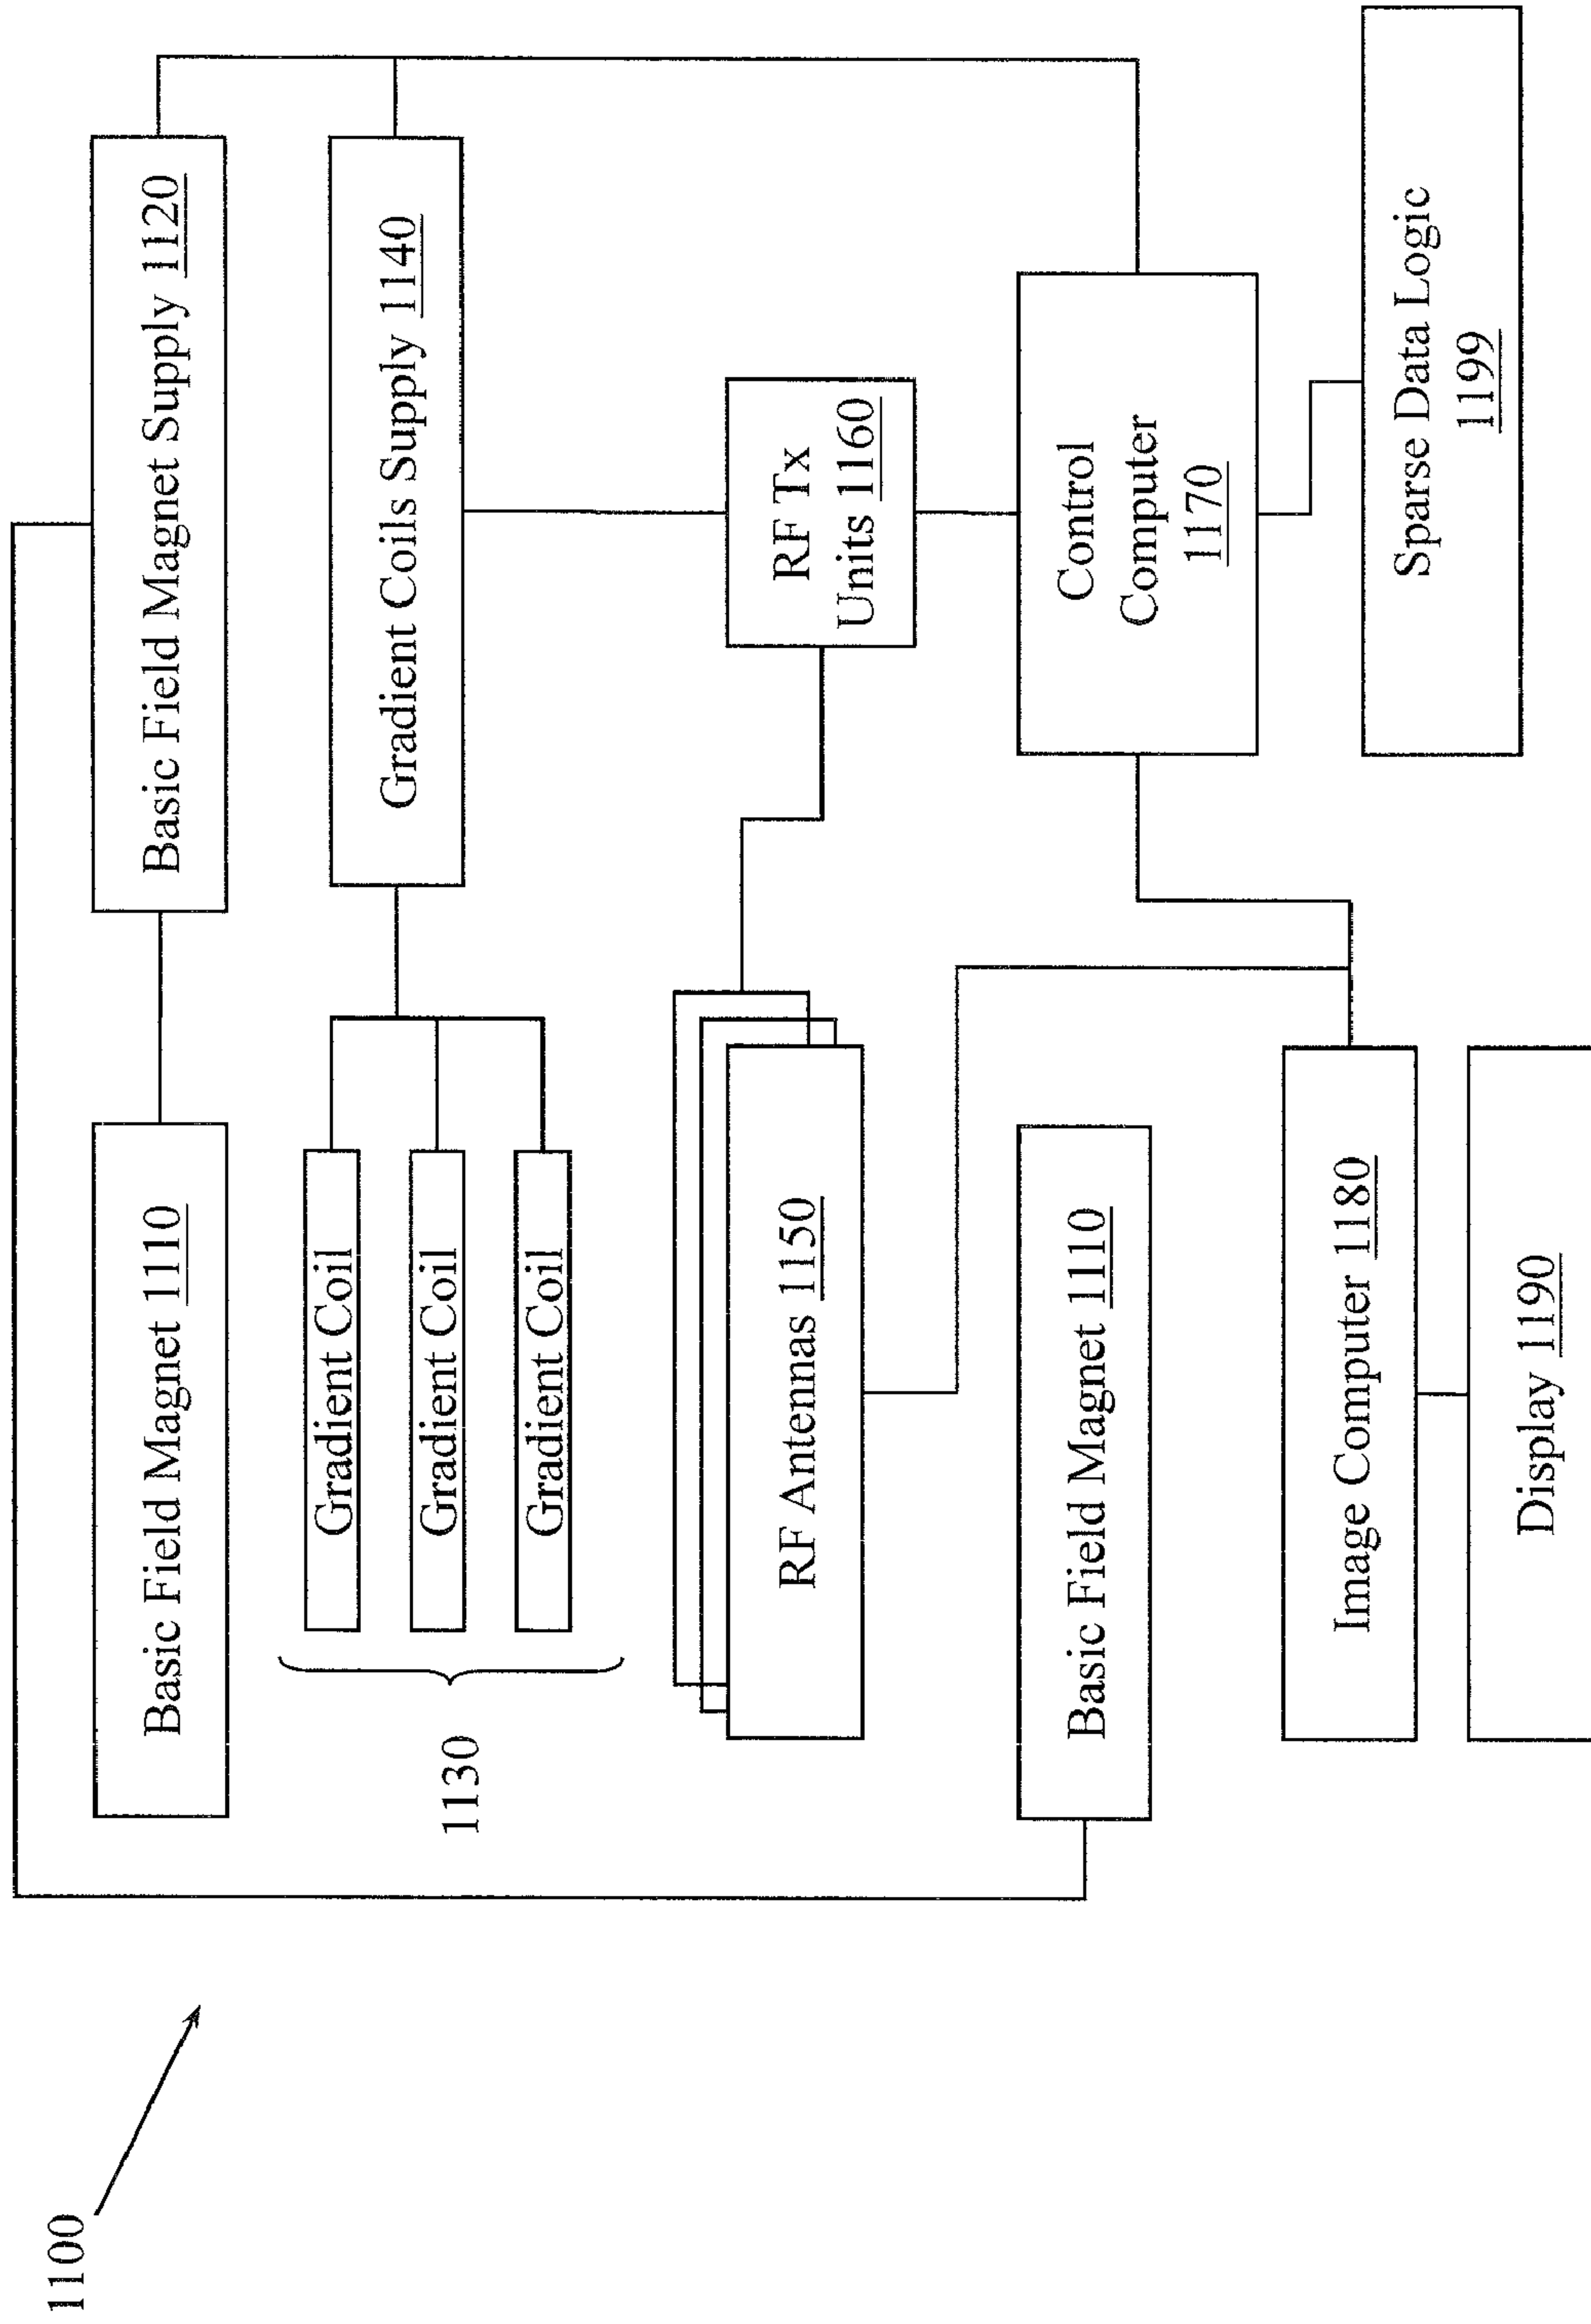 1100
Basic Field Magnet 1110
Basic Field Magnet Supply 1120
Gradient Coil
Gradient Coil
Gradient Coil
1130
Gradient Coils Supply 1140
RF Antennas 1150
RF Tx
Units 1160
Basic Field Magnet 1110
Control
Computer
1170
Image Computer 1180
Sparse Data Logic
1199
Display 1190